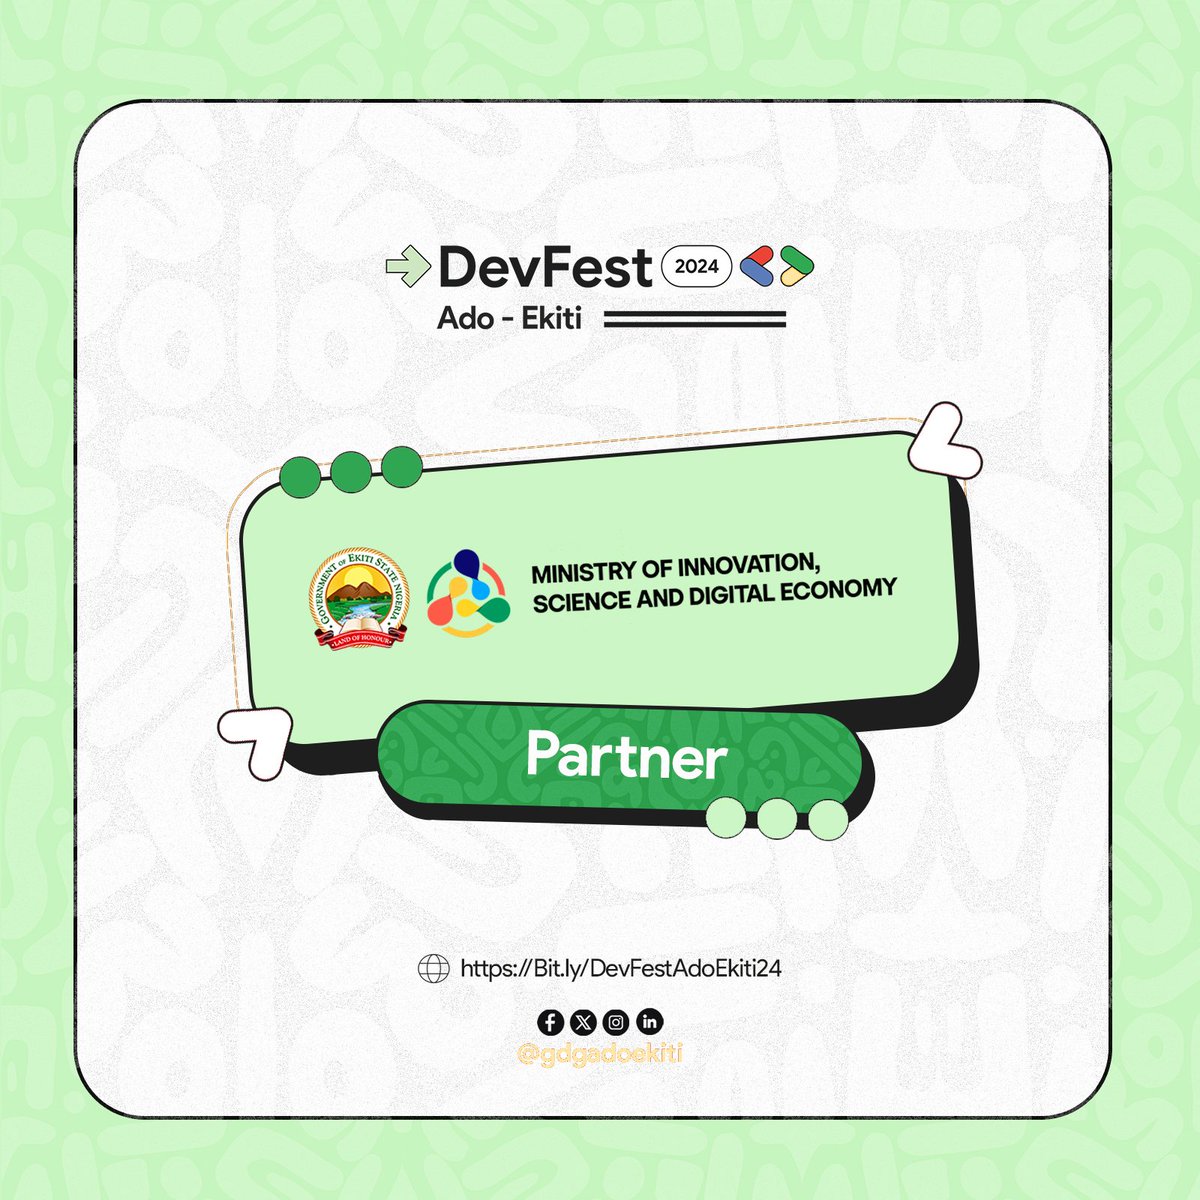 DevFest 2024
Ado - Ekiti
GOVERNMENT OF EKITI STATE NIGERIA
LAND OF HONOUR
MINISTRY OF INNOVATION,
SCIENCE AND DIGITAL ECONOMY
Partner
https://Bit.ly/DevFestAdoEkiti24
@gdgadoekiti